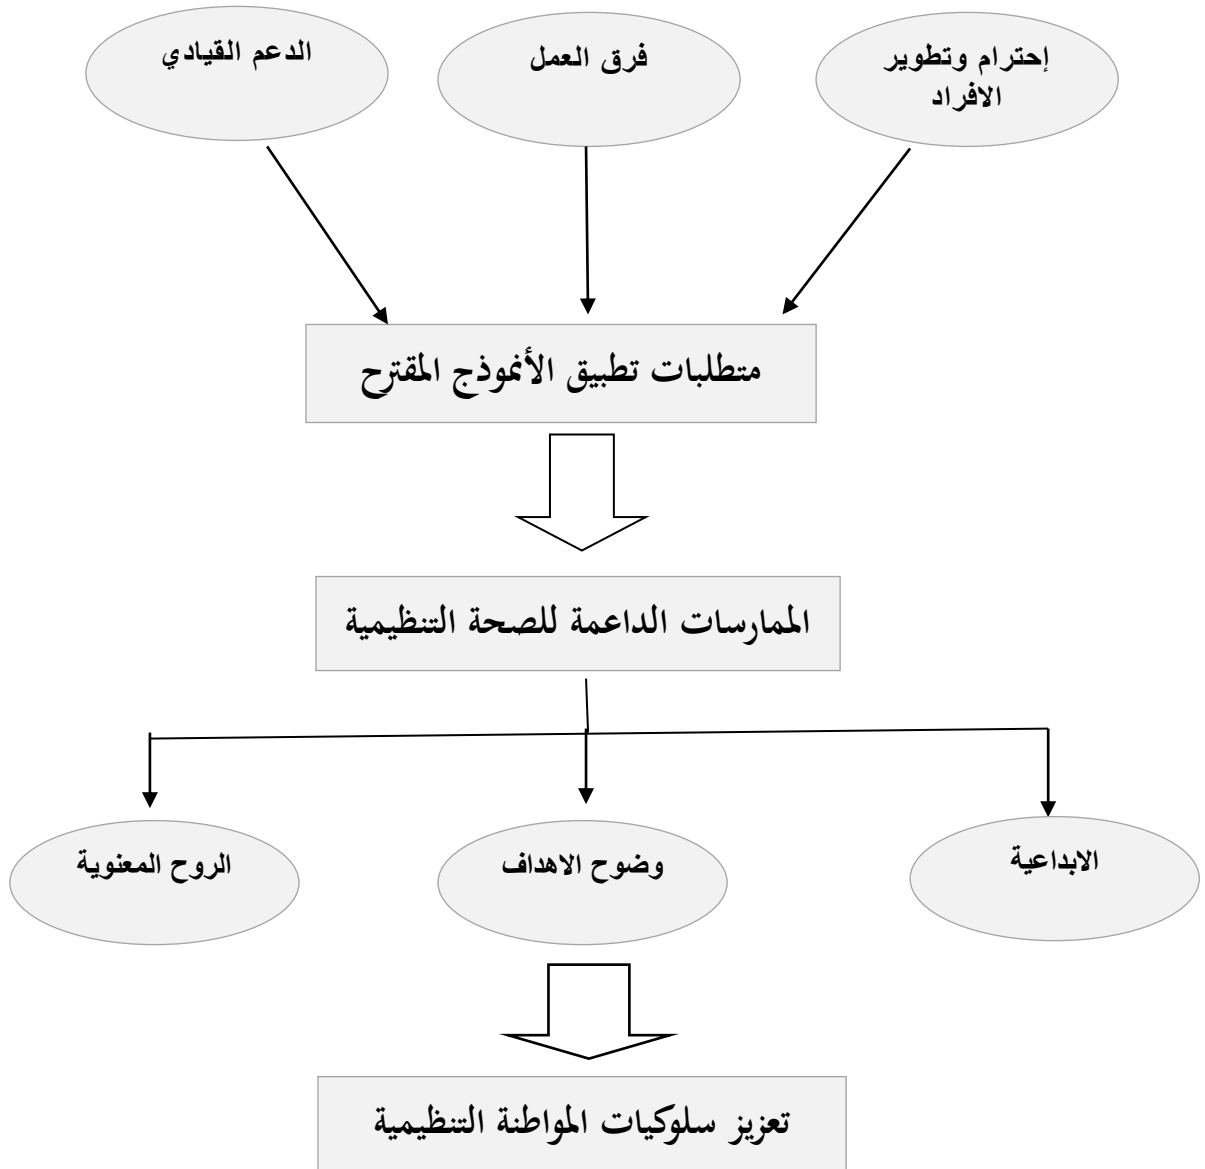 إحترام وتطوير
الافراد
فرق العمل
الدعم القيادي
متطلبات تطبيق الأنموذج المقترح
الممارسات الداعمة للصحة التنظيمية
الابداعية
وضوح الاهداف
الروح المعنوية
تعزيز سلوكيات المواطنة التنظيمية